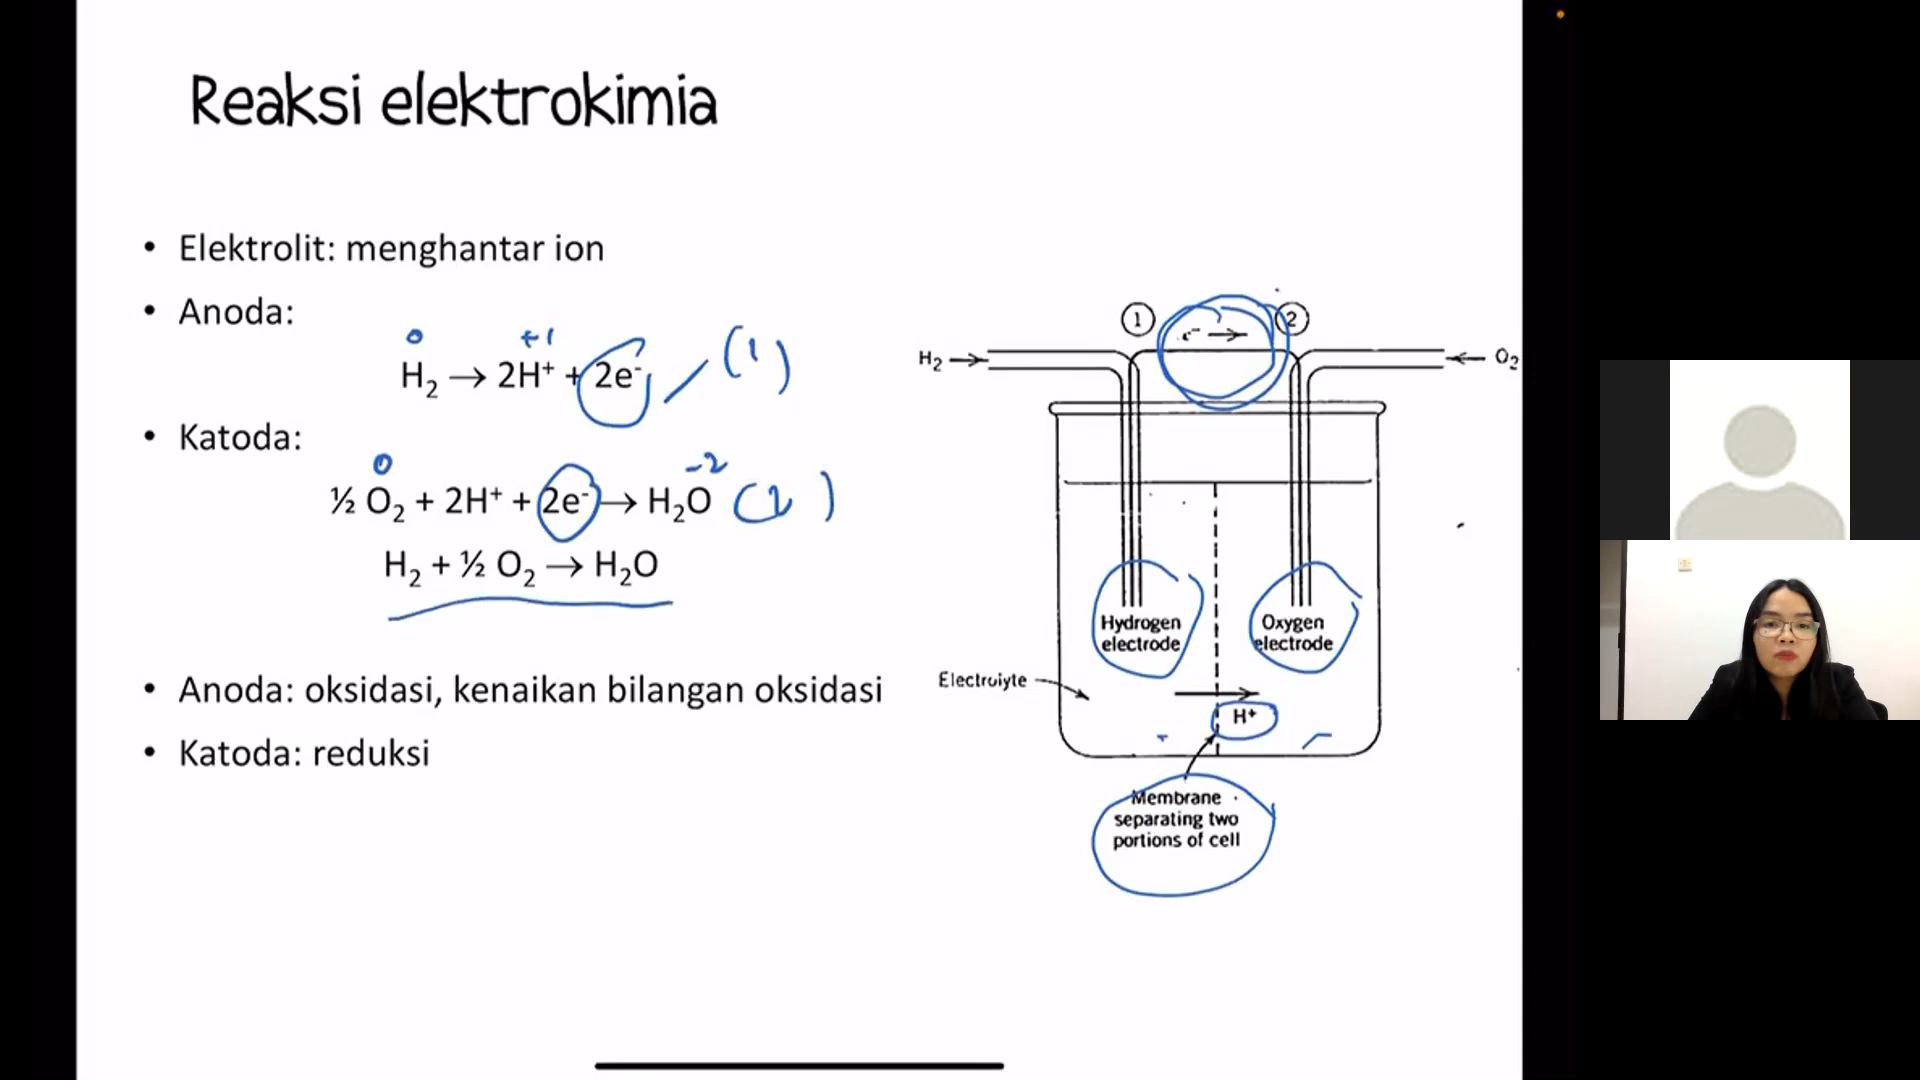 Reaksi elektrokimia
• Elektrolit: menghantar ion
• Anoda:
0 +1
H₂ → 2H⁺ + 2e⁻ (1)
• Katoda:
0 -2
½ O₂ + 2H⁺ + 2e⁻ → H₂O (2)
H₂ + ½ O₂ → H₂O
• Anoda: oksidasi, kenaikan bilangan oksidasi
• Katoda: reduksi
1 e⁻ → 2
H₂ → ← O₂
Hydrogen electrode
Oxygen electrode
Electrolyte
H⁺
Membrane
separating two
portions of cell